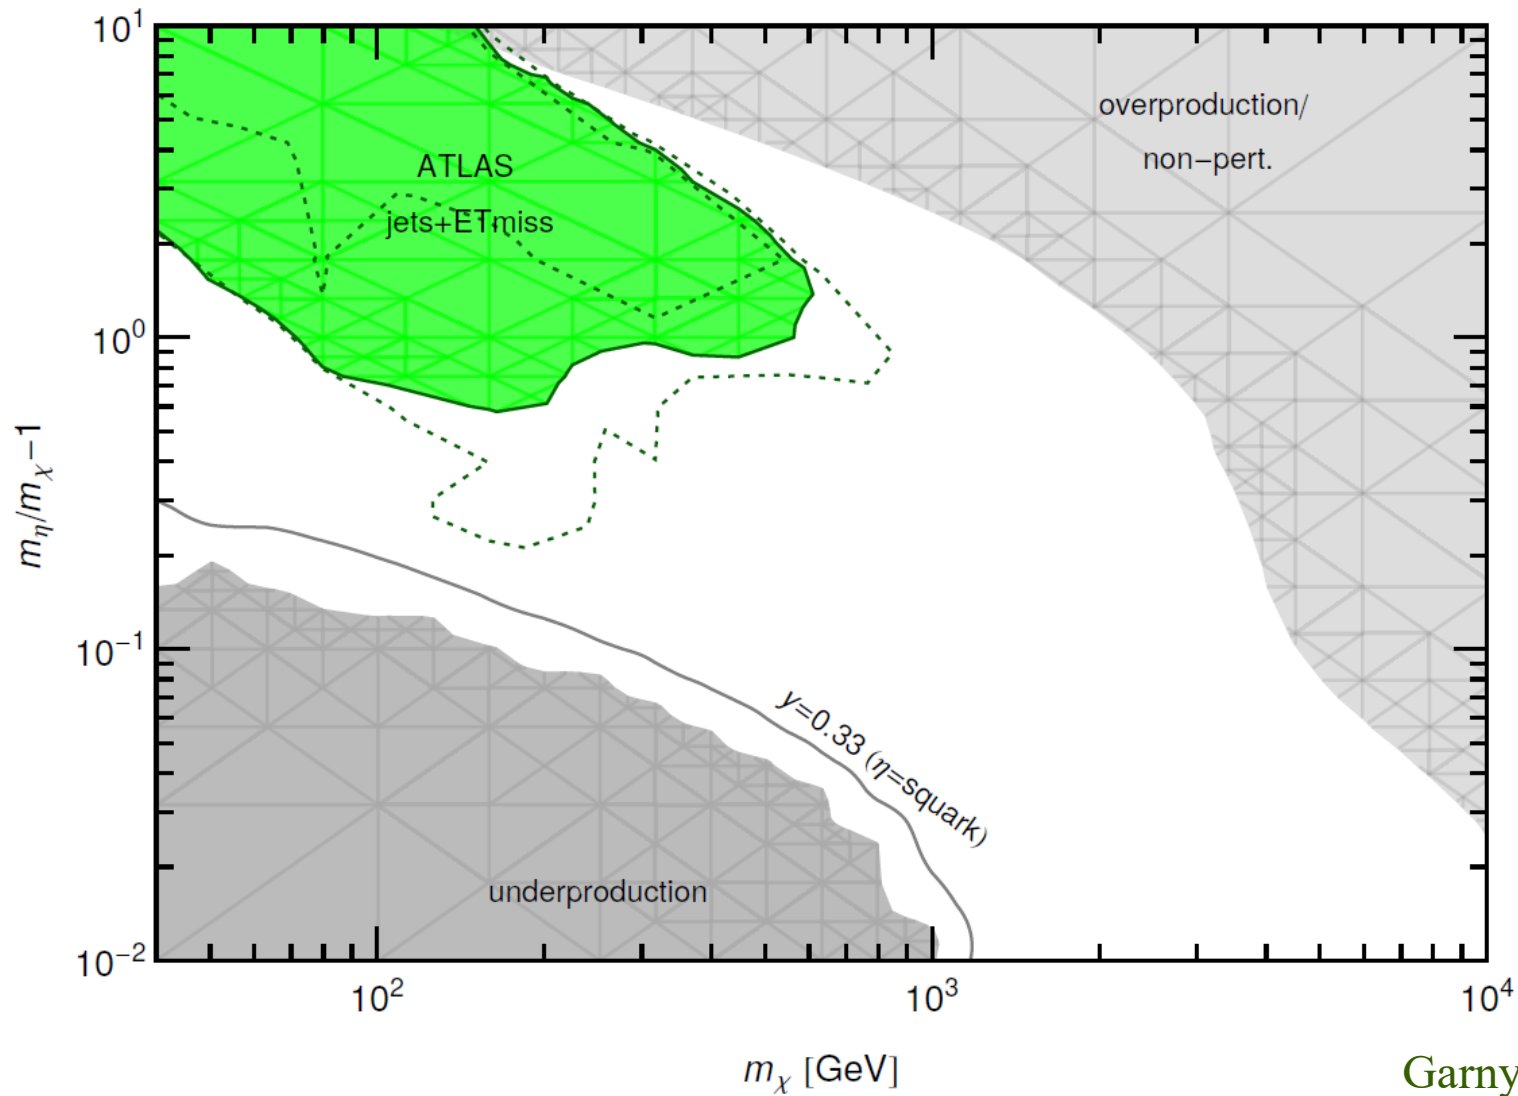 10¹
overproduction/
non−pert.
ATLAS
jets+ETmiss
10⁰
m_η/m_χ−1
10⁻¹
y=0.33 (η=squark)
underproduction
10⁻²
10² 10³ 10⁴
m_χ [GeV]
Garny